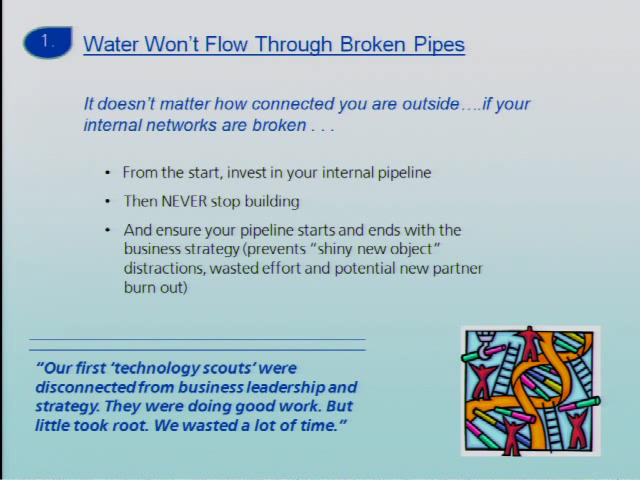 1.
Water Won't Flow Through Broken Pipes
It doesn't matter how connected you are outside….if your
internal networks are broken . . .
• From the start, invest in your internal pipeline
• Then NEVER stop building
• And ensure your pipeline starts and ends with the
business strategy (prevents “shiny new object”
distractions, wasted effort and potential new partner
burn out)
“Our first ‘technology scouts’ were
disconnected from business leadership and
strategy. They were doing good work. But
little took root. We wasted a lot of time.”